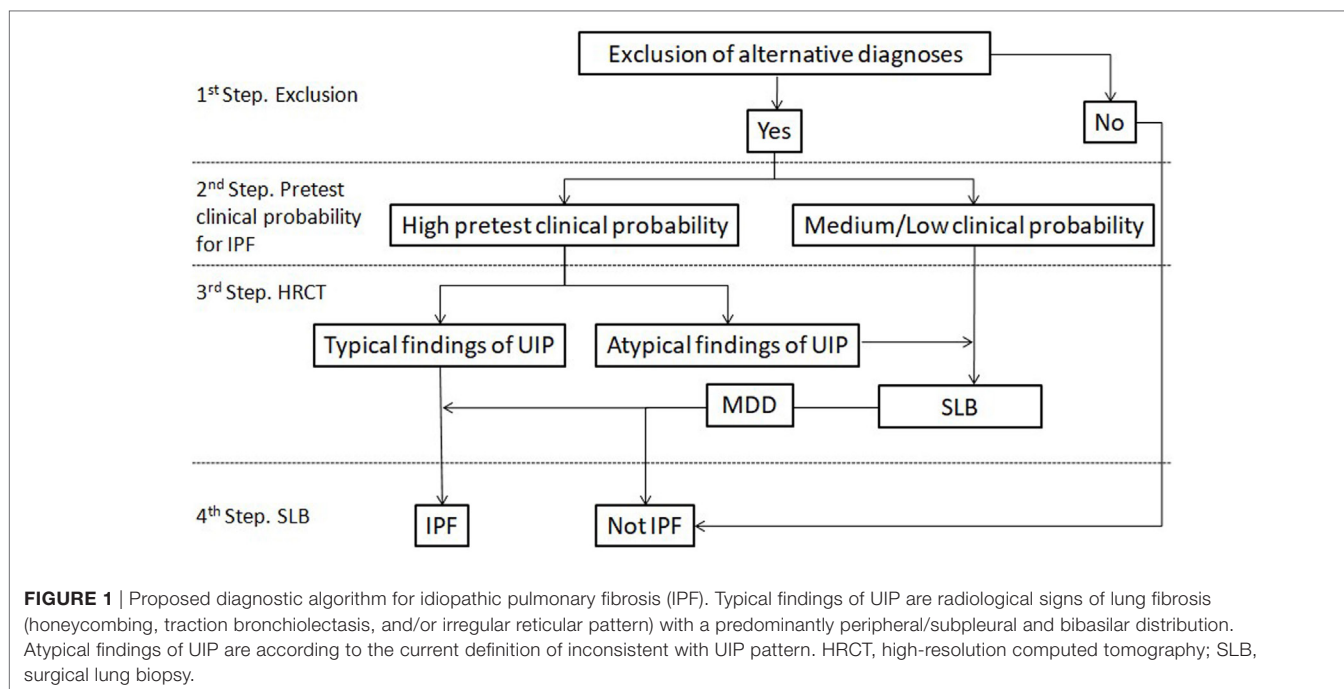 Exclusion of alternative diagnoses
1st Step. Exclusion
Yes
No
2nd Step. Pretest
clinical probability
for IPF
High pretest clinical probability
Medium/Low clinical probability
3rd Step. HRCT
Typical findings of UIP
Atypical findings of UIP
MDD
SLB
4th Step. SLB
IPF
Not IPF
FIGURE 1 | Proposed diagnostic algorithm for idiopathic pulmonary fibrosis (IPF). Typical findings of UIP are radiological signs of lung fibrosis
(honeycombing, traction bronchiolectasis, and/or irregular reticular pattern) with a predominantly peripheral/subpleural and bibasilar distribution.
Atypical findings of UIP are according to the current definition of inconsistent with UIP pattern. HRCT, high-resolution computed tomography; SLB,
surgical lung biopsy.